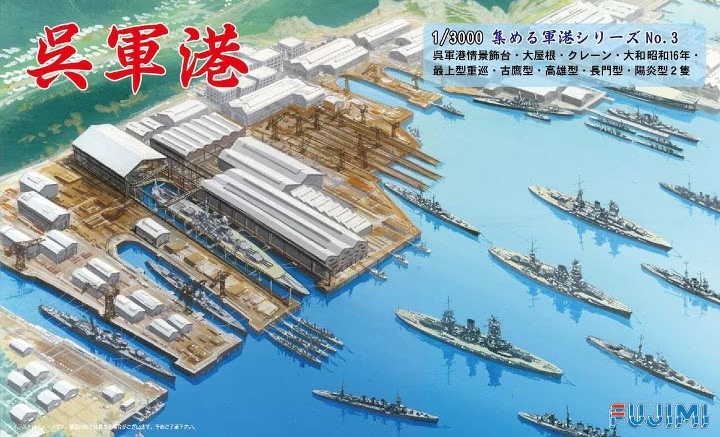 呉軍港
1/3000 集める軍港シリーズ No.3
呉軍港情景飾台・大屋根・クレーン・大和昭和16年・
最上型重巡・古鷹型・高雄型・長門型・陽炎型2隻
FUJIMI